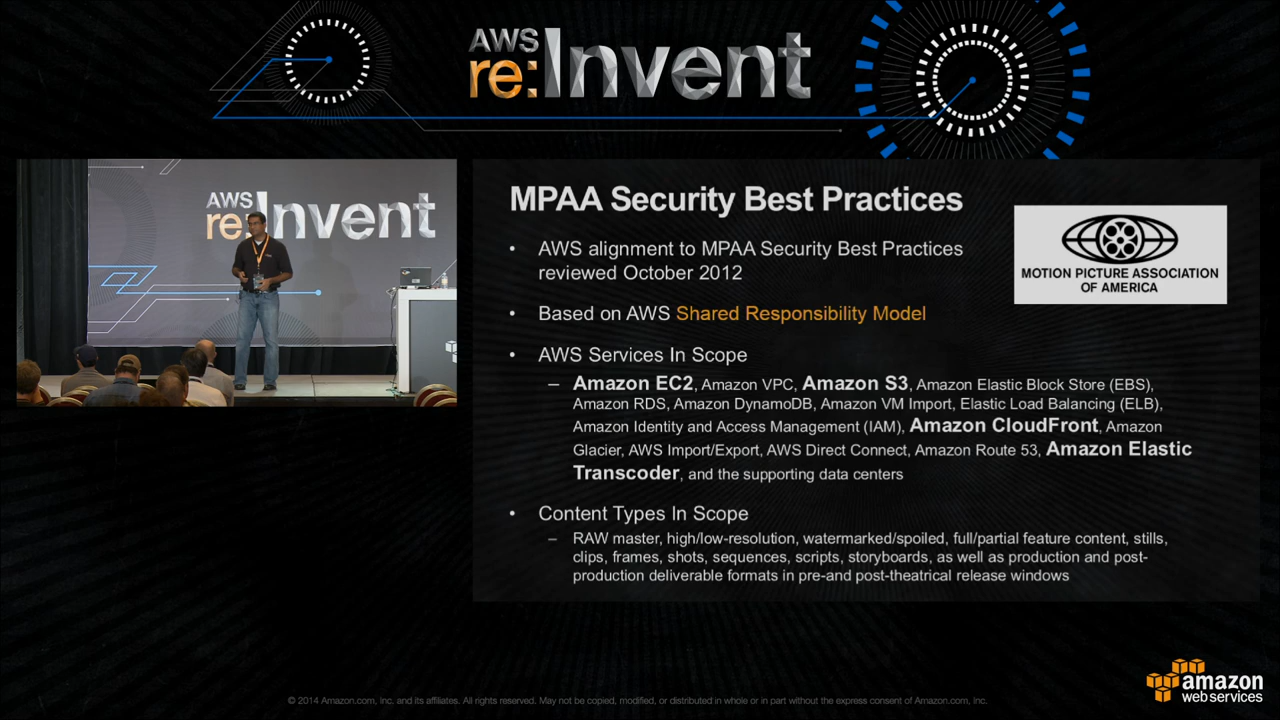 AWS
re:Invent
AWS
re:Invent
MPAA Security Best Practices
• AWS alignment to MPAA Security Best Practices
reviewed October 2012
MOTION PICTURE ASSOCIATION
OF AMERICA
• Based on AWS Shared Responsibility Model
• AWS Services In Scope
– Amazon EC2, Amazon VPC, Amazon S3, Amazon Elastic Block Store (EBS),
Amazon RDS, Amazon DynamoDB, Amazon VM Import, Elastic Load Balancing (ELB),
Amazon Identity and Access Management (IAM), Amazon CloudFront, Amazon
Glacier, AWS Import/Export, AWS Direct Connect, Amazon Route 53, Amazon Elastic
Transcoder, and the supporting data centers
• Content Types In Scope
– RAW master, high/low-resolution, watermarked/spoiled, full/partial feature content, stills,
clips, frames, shots, sequences, scripts, storyboards, as well as production and post-
production deliverable formats in pre-and post-theatrical release windows
© 2014 Amazon.com, Inc. and its affiliates. All rights reserved. May not be copied, modified, or distributed in whole or in part without the express consent of Amazon.com, Inc.
amazon
web services